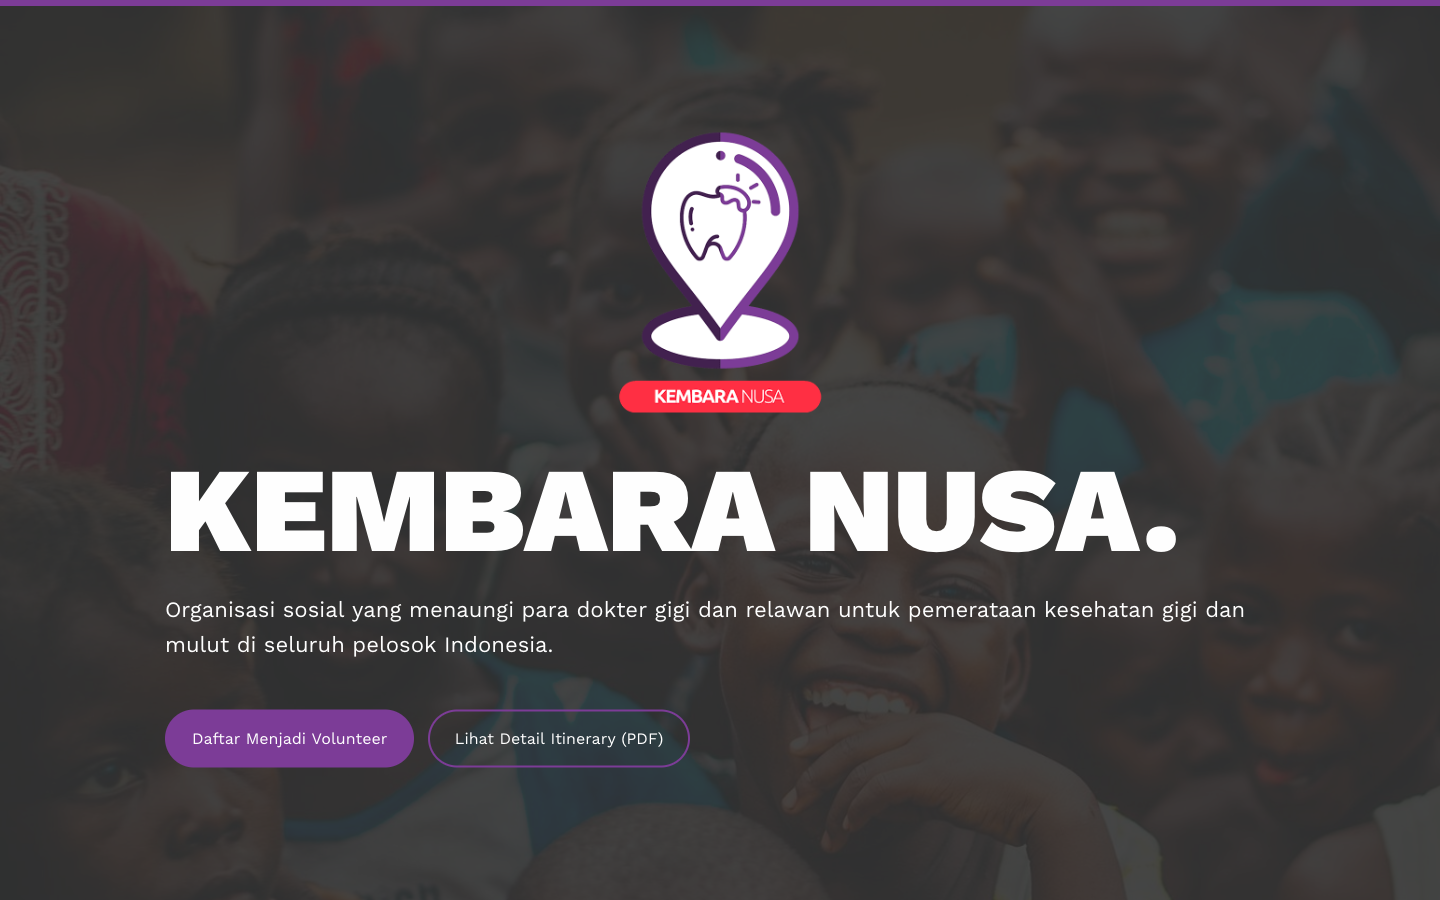 KEMBARA NUSA
KEMBARA NUSA.
Organisasi sosial yang menaungi para dokter gigi dan relawan untuk pemerataan kesehatan gigi dan
mulut di seluruh pelosok Indonesia.
Daftar Menjadi Volunteer
Lihat Detail Itinerary (PDF)